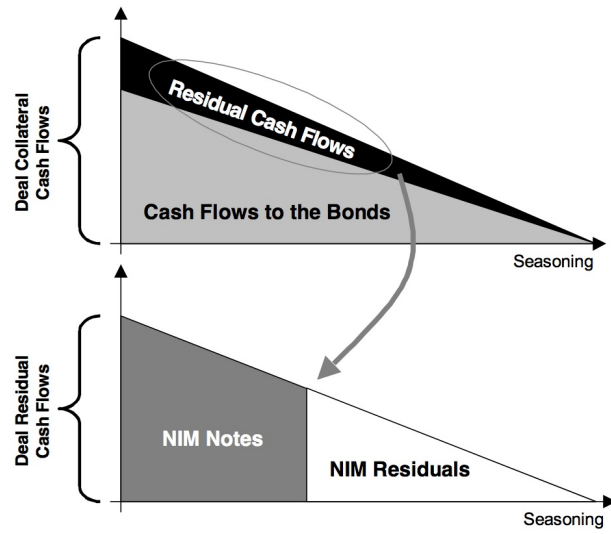 Deal Collateral
Cash Flows
Residual Cash Flows
Cash Flows to the Bonds
Seasoning
Deal Residual
Cash Flows
NIM Notes
NIM Residuals
Seasoning